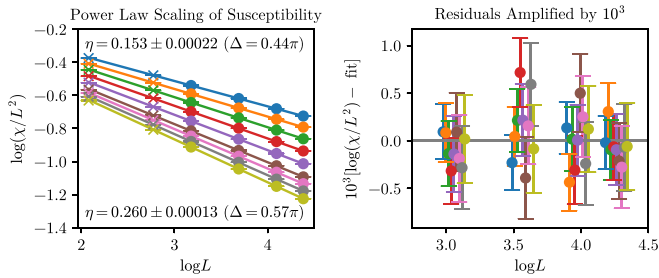 Power Law Scaling of Susceptibility
η = 0.153 ± 0.00022 (Δ = 0.44π)
η = 0.260 ± 0.00013 (Δ = 0.57π)
log(χ/L²)
−0.2
−0.4
−0.6
−0.8
−1.0
−1.2
−1.4
2
3
4
logL
Residuals Amplified by 10³
10³[log(χ/L²) − fit]
1.0
0.5
0.0
−0.5
3.0
3.5
4.0
4.5
logL